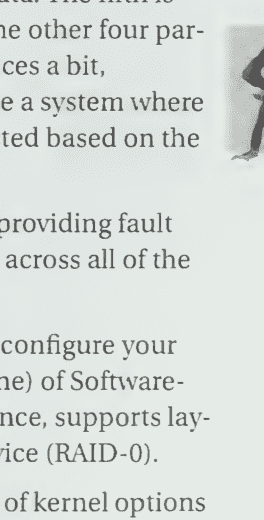 he other four par-
ces a bit,
e a system where
ted based on the
providing fault
across all of the
configure your
ne) of Software-
nce, supports lay-
vice (RAID-0).
of kernel options